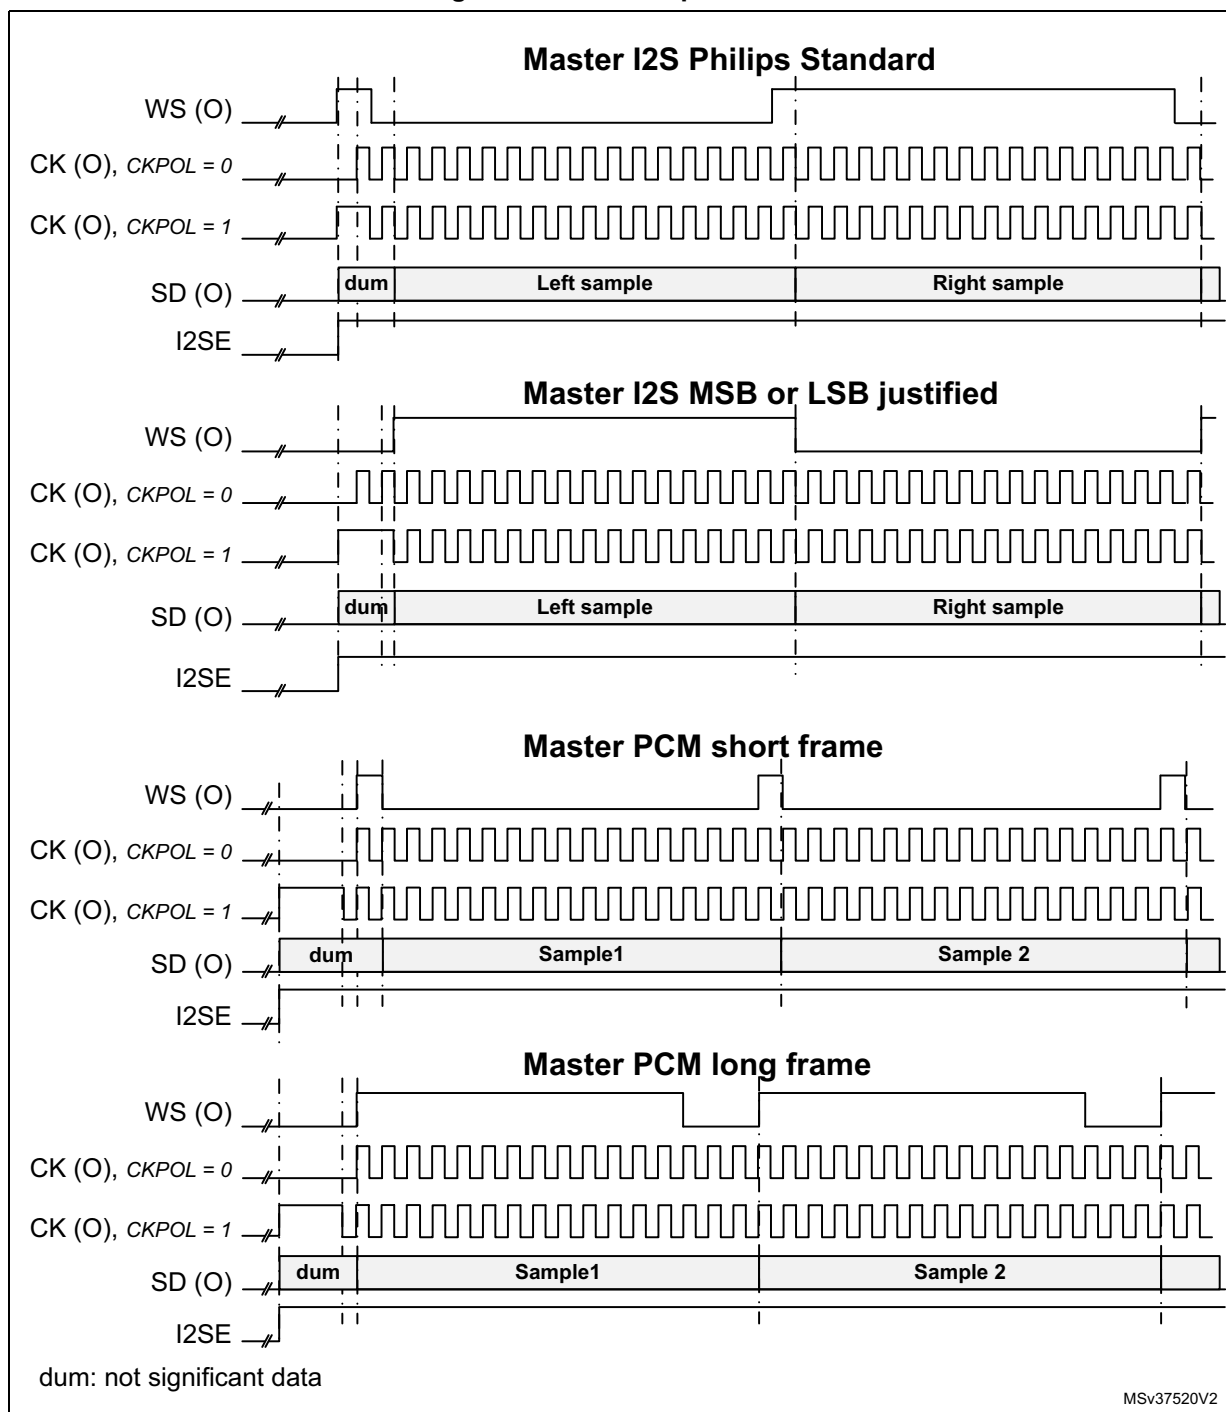 Master I2S Philips Standard
WS (O)
CK (O), CKPOL = 0
CK (O), CKPOL = 1
SD (O) dum Left sample Right sample
I2SE
Master I2S MSB or LSB justified
WS (O)
CK (O), CKPOL = 0
CK (O), CKPOL = 1
SD (O) dum Left sample Right sample
I2SE
Master PCM short frame
WS (O)
CK (O), CKPOL = 0
CK (O), CKPOL = 1
SD (O) dum Sample1 Sample 2
I2SE
Master PCM long frame
WS (O)
CK (O), CKPOL = 0
CK (O), CKPOL = 1
SD (O) dum Sample1 Sample 2
I2SE
dum: not significant data
MSv37520V2